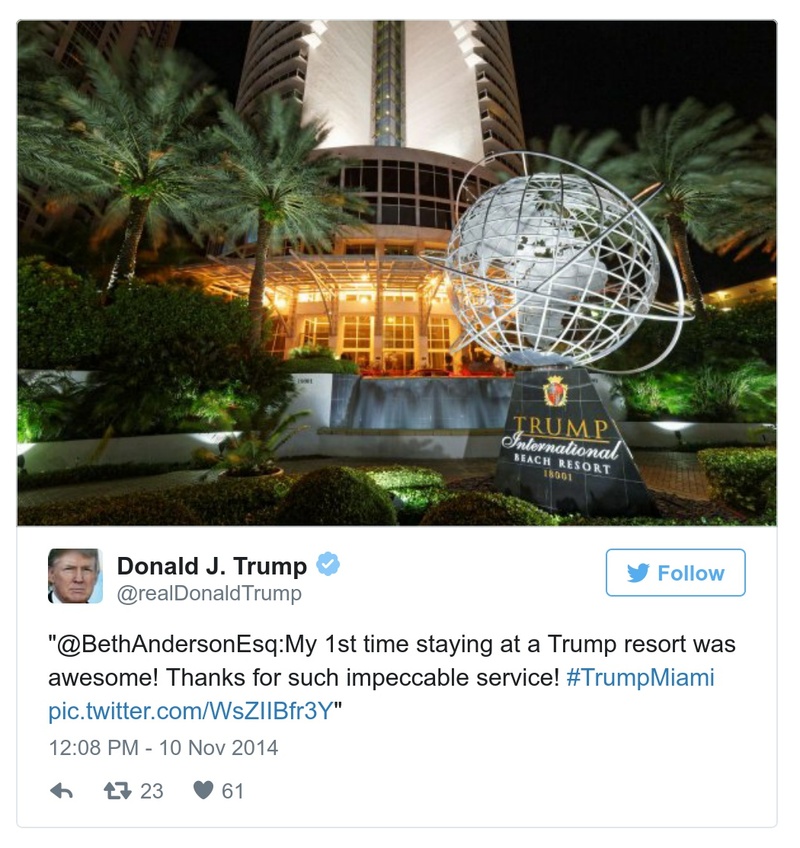 TRUMP
International
BEACH RESORT
18001
Donald J. Trump
@realDonaldTrump
Follow
"@BethAndersonEsq:My 1st time staying at a Trump resort was
awesome! Thanks for such impeccable service! #TrumpMiami
pic.twitter.com/WsZIIBfr3Y"
12:08 PM - 10 Nov 2014
23
61